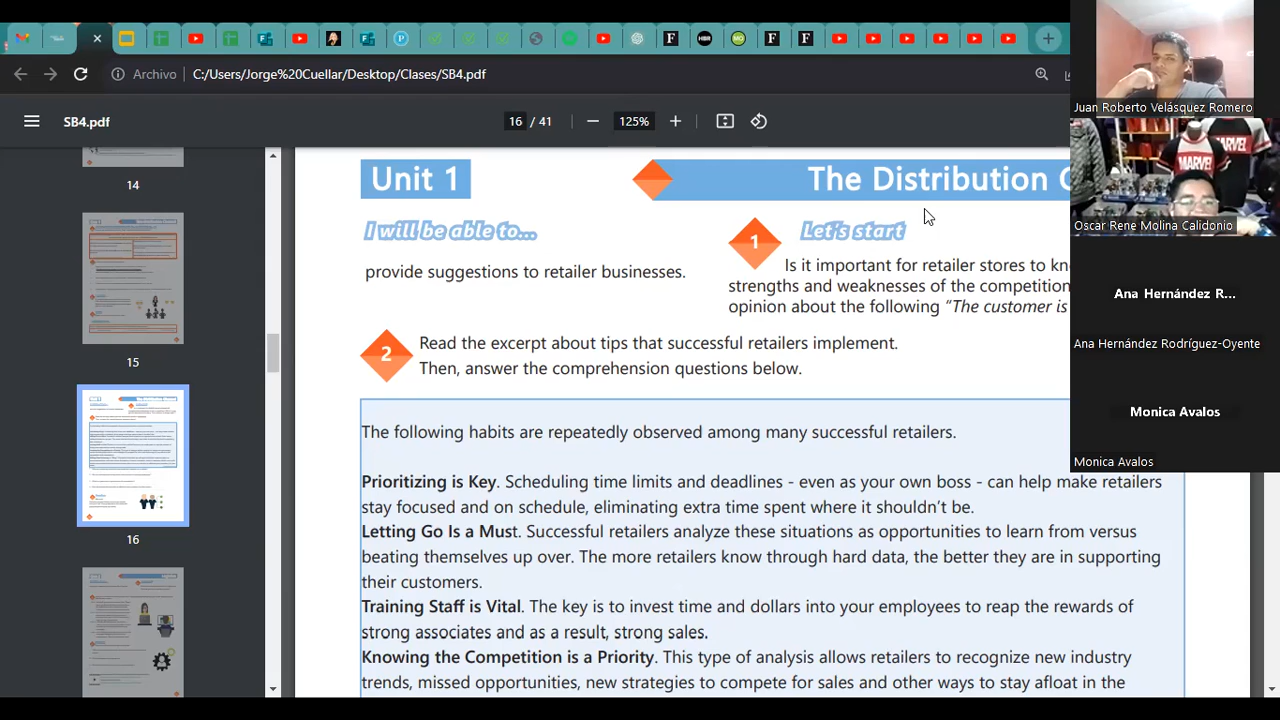 Archivo
C:/Users/Jorge%20Cuellar/Desktop/Clases/SB4.pdf
SB4.pdf
16 / 41
125%
14
15
16
Unit 1
The Distribution
I will be able to...
provide suggestions to retailer businesses.
1
Let's start
Is it important for retailer stores to
strengths and weaknesses of the competition
opinion about the following "The customer is
2
Read the excerpt about tips that successful retailers implement.
Then, answer the comprehension questions below.
The following habits are repeatedly observed among many successful retailers.
Prioritizing is Key. Scheduling time limits and deadlines - even as your own boss - can help make retailers
stay focused and on schedule, eliminating extra time spent where it shouldn't be.
Letting Go Is a Must. Successful retailers analyze these situations as opportunities to learn from versus
beating themselves up over. The more retailers know through hard data, the better they are in supporting
their customers.
Training Staff is Vital. The key is to invest time and dollars into your employees to reap the rewards of
strong associates and as a result, strong sales.
Knowing the Competition is a Priority. This type of analysis allows retailers to recognize new industry
trends, missed opportunities, new strategies to compete for sales and other ways to stay afloat in the
Juan Roberto Velásquez Romero
MARVEL
MARVEL
Oscar Rene Molina Calidonio
Ana Hernández R...
Ana Hernández Rodríguez-Oyente
Monica Avalos
Monica Avalos